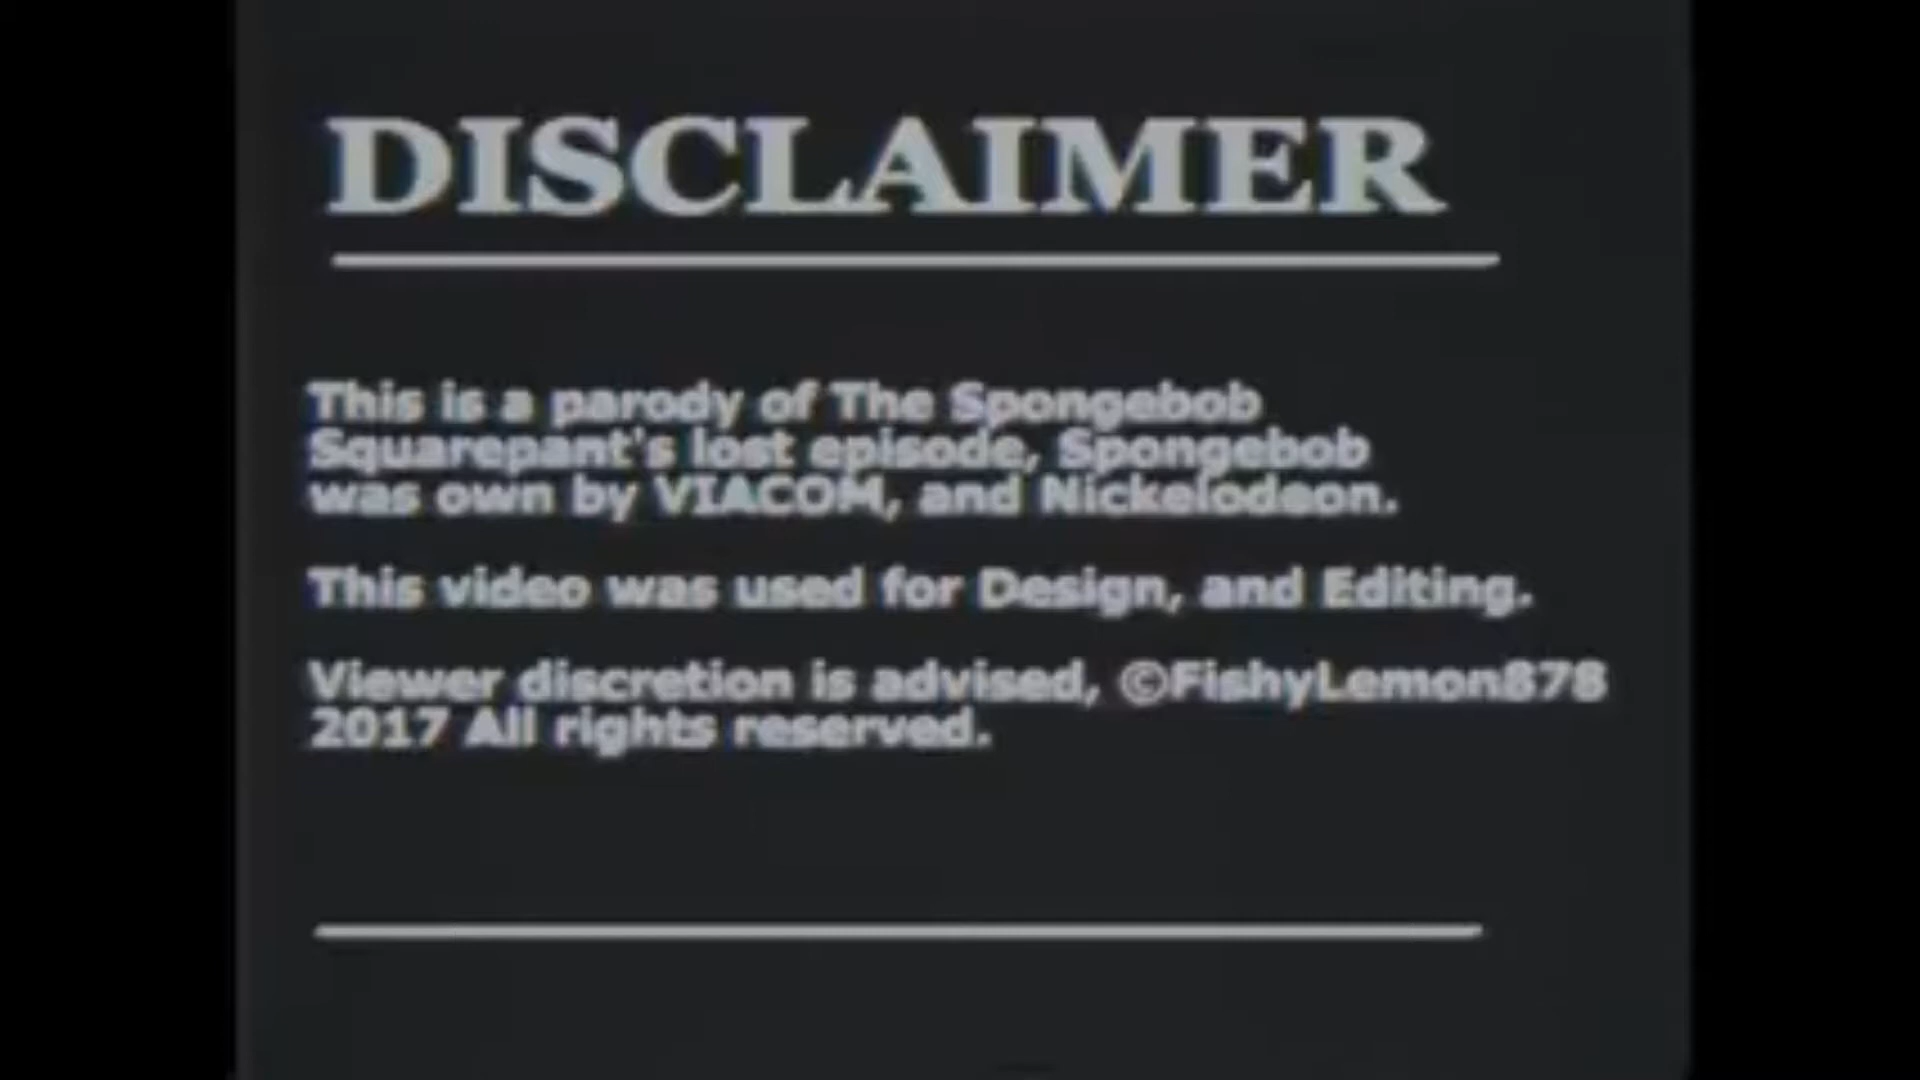 DISCLAIMER
This is a parody of The Spongebob
Squarepant's lost episode, Spongebob
was own by VIACOM, and Nickelodeon.
This video was used for Design, and Editing.
Viewer discretion is advised, ©FishyLemon878
2017 All rights reserved.